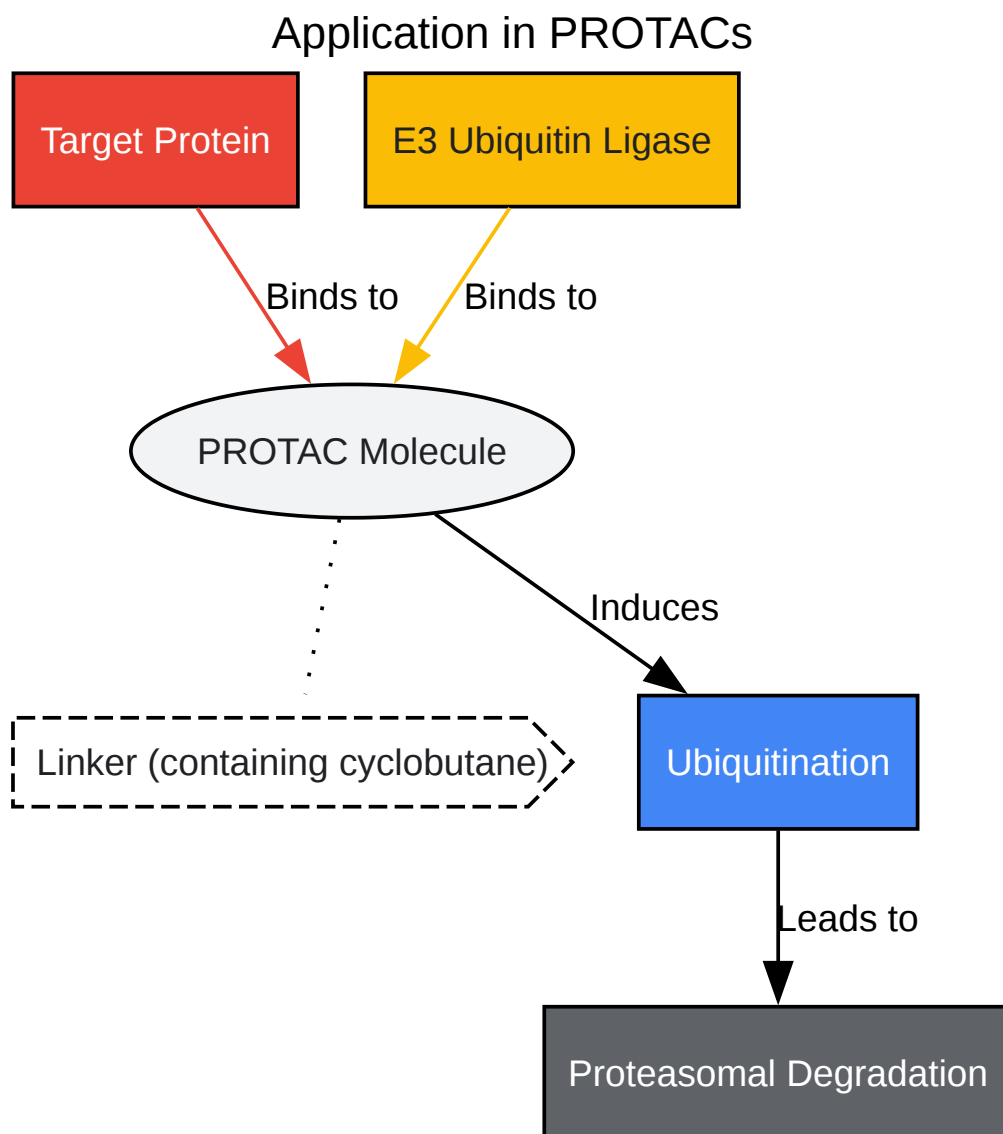 Application in PROTACs
Target Protein
E3 Ubiquitin Ligase
Binds to
Binds to
PROTAC Molecule
Induces
Linker (containing cyclobutane)
Ubiquitination
Leads to
Proteasomal Degradation